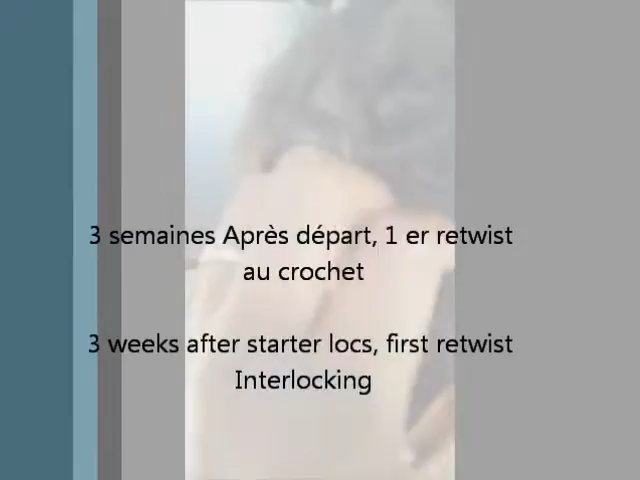 3 semaines Après départ, 1 er retwist
au crochet
3 weeks after starter locs, first retwist
Interlocking